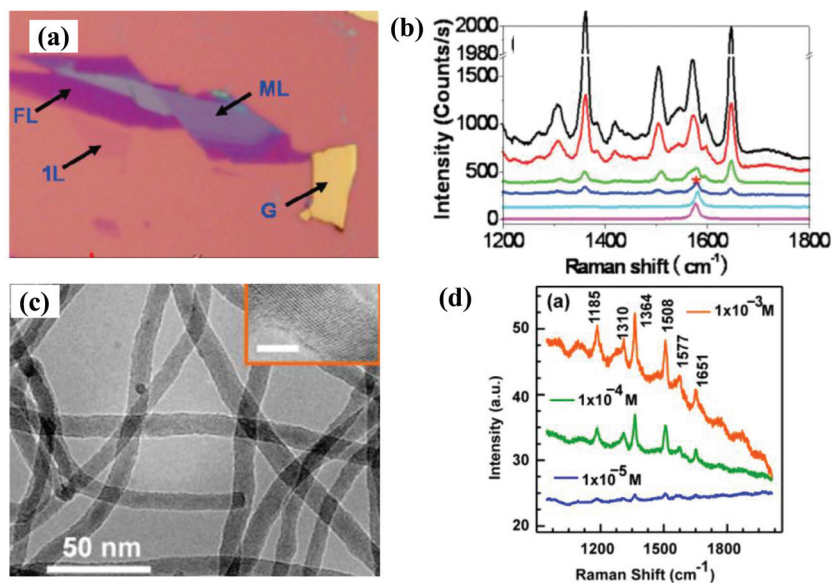 (a)
FL
ML
1L
G
(b)
Intensity (Counts/s)
2000
1980
1500
1000
500
0
*
1200
1400
1600
1800
Raman shift (cm⁻¹)
(c)
50 nm
(d)
(a)
1185
1310
1364
1508
1577
1651
1x10⁻³M
1x10⁻⁴M
1x10⁻⁵M
Intensity (a.u.)
50
40
30
20
1200
1500
1800
Raman Shift (cm⁻¹)